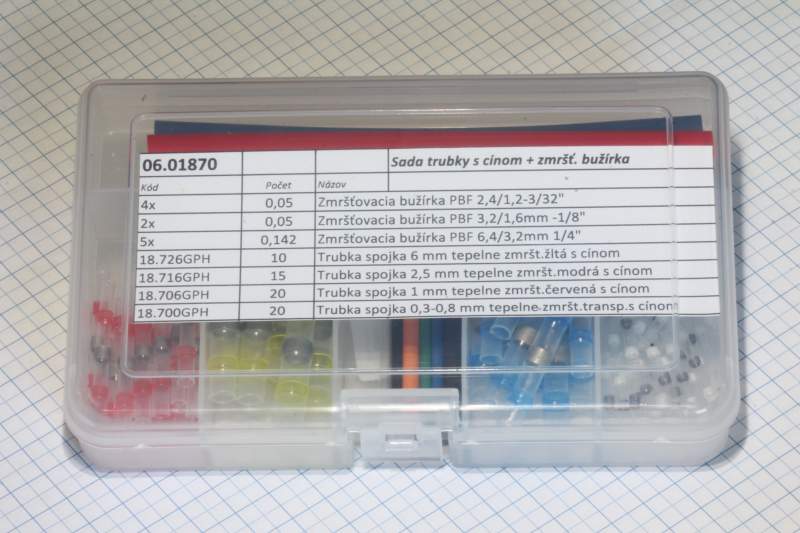 06.01870 Sada trubky s cínom + zmršť. bužírka
Kód Počet Názov
4x 0,05 Zmršťovacia bužírka PBF 2,4/1,2-3/32"
2x 0,05 Zmršťovacia bužírka PBF 3,2/1,6mm -1/8"
5x 0,142 Zmršťovacia bužírka PBF 6,4/3,2mm 1/4"
18.726GPH 10 Trubka spojka 6 mm tepelne zmršt.žltá s cínom
18.716GPH 15 Trubka spojka 2,5 mm tepelne zmršt.modrá s cínom
18.706GPH 20 Trubka spojka 1 mm tepelne zmršt.červená s cínom
18.700GPH 20 Trubka spojka 0,3-0,8 mm tepelne zmršt.transp.s cínom